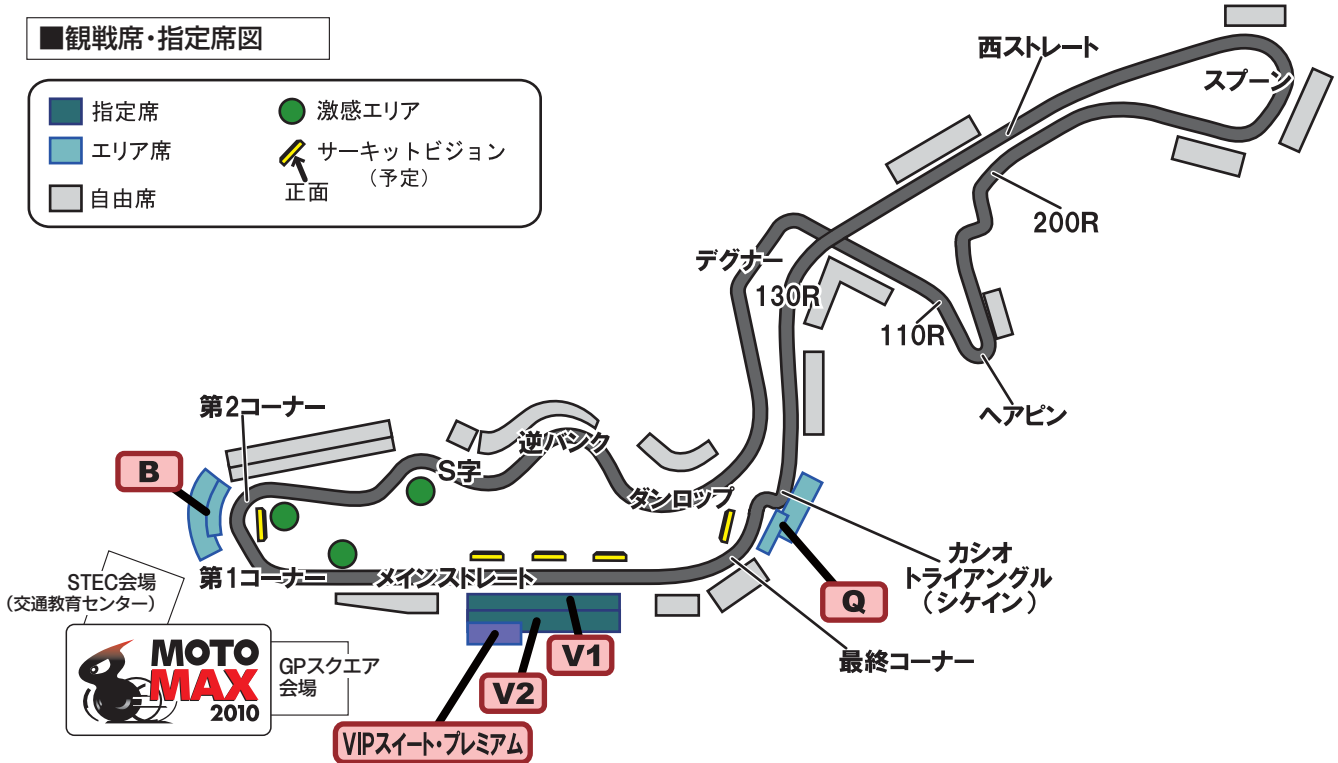 ■観戦席・指定席図
指定席
エリア席
自由席
激感エリア
サーキットビジョン
（予定）
正面
西ストレート
スプーン
200R
デグナー
130R
110R
ヘアピン
第2コーナー
逆バンク
S字
B
ダンロップ
カシオ
トライアングル
（シケイン）
Q
第1コーナー
メインストレート
STEC会場
（交通教育センター）
MOTO
MAX
2010
GPスクエア
会場
V1
V2
最終コーナー
VIPスイート・プレミアム